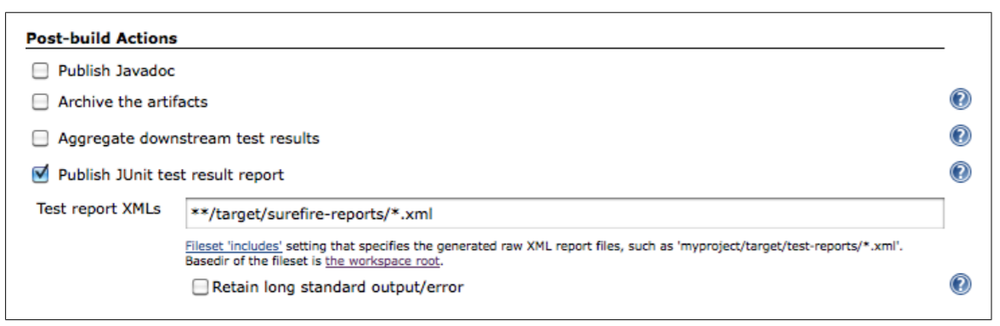 Post-build Actions
Publish Javadoc
Archive the artifacts
?
Aggregate downstream test results
?
Publish JUnit test result report
?
Test report XMLs
**/target/surefire-reports/*.xml
Fileset 'includes' setting that specifies the generated raw XML report files, such as 'myproject/target/test-reports/*.xml'.
Basedir of the fileset is the workspace root.
Retain long standard output/error
?